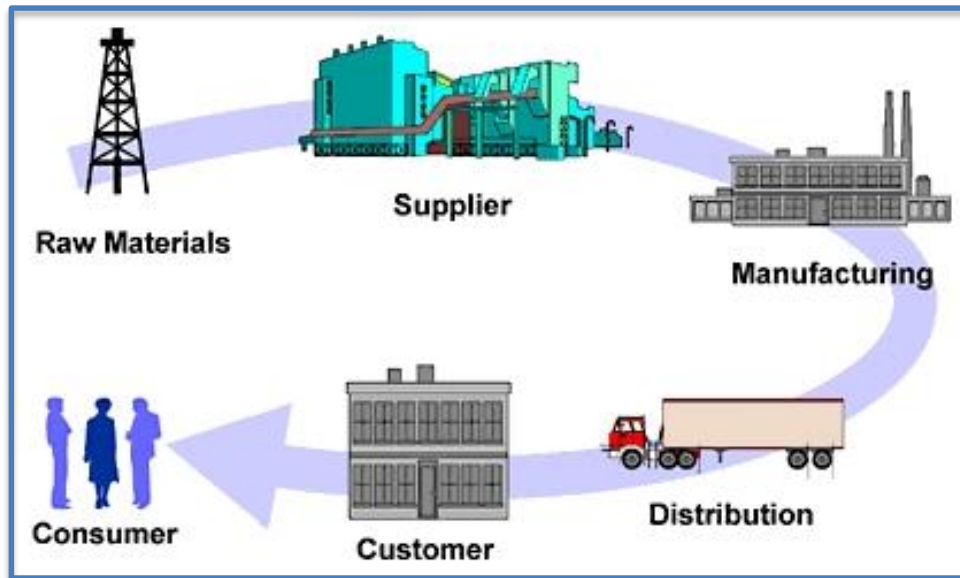 Raw Materials
Supplier
Manufacturing
Distribution
Customer
Consumer